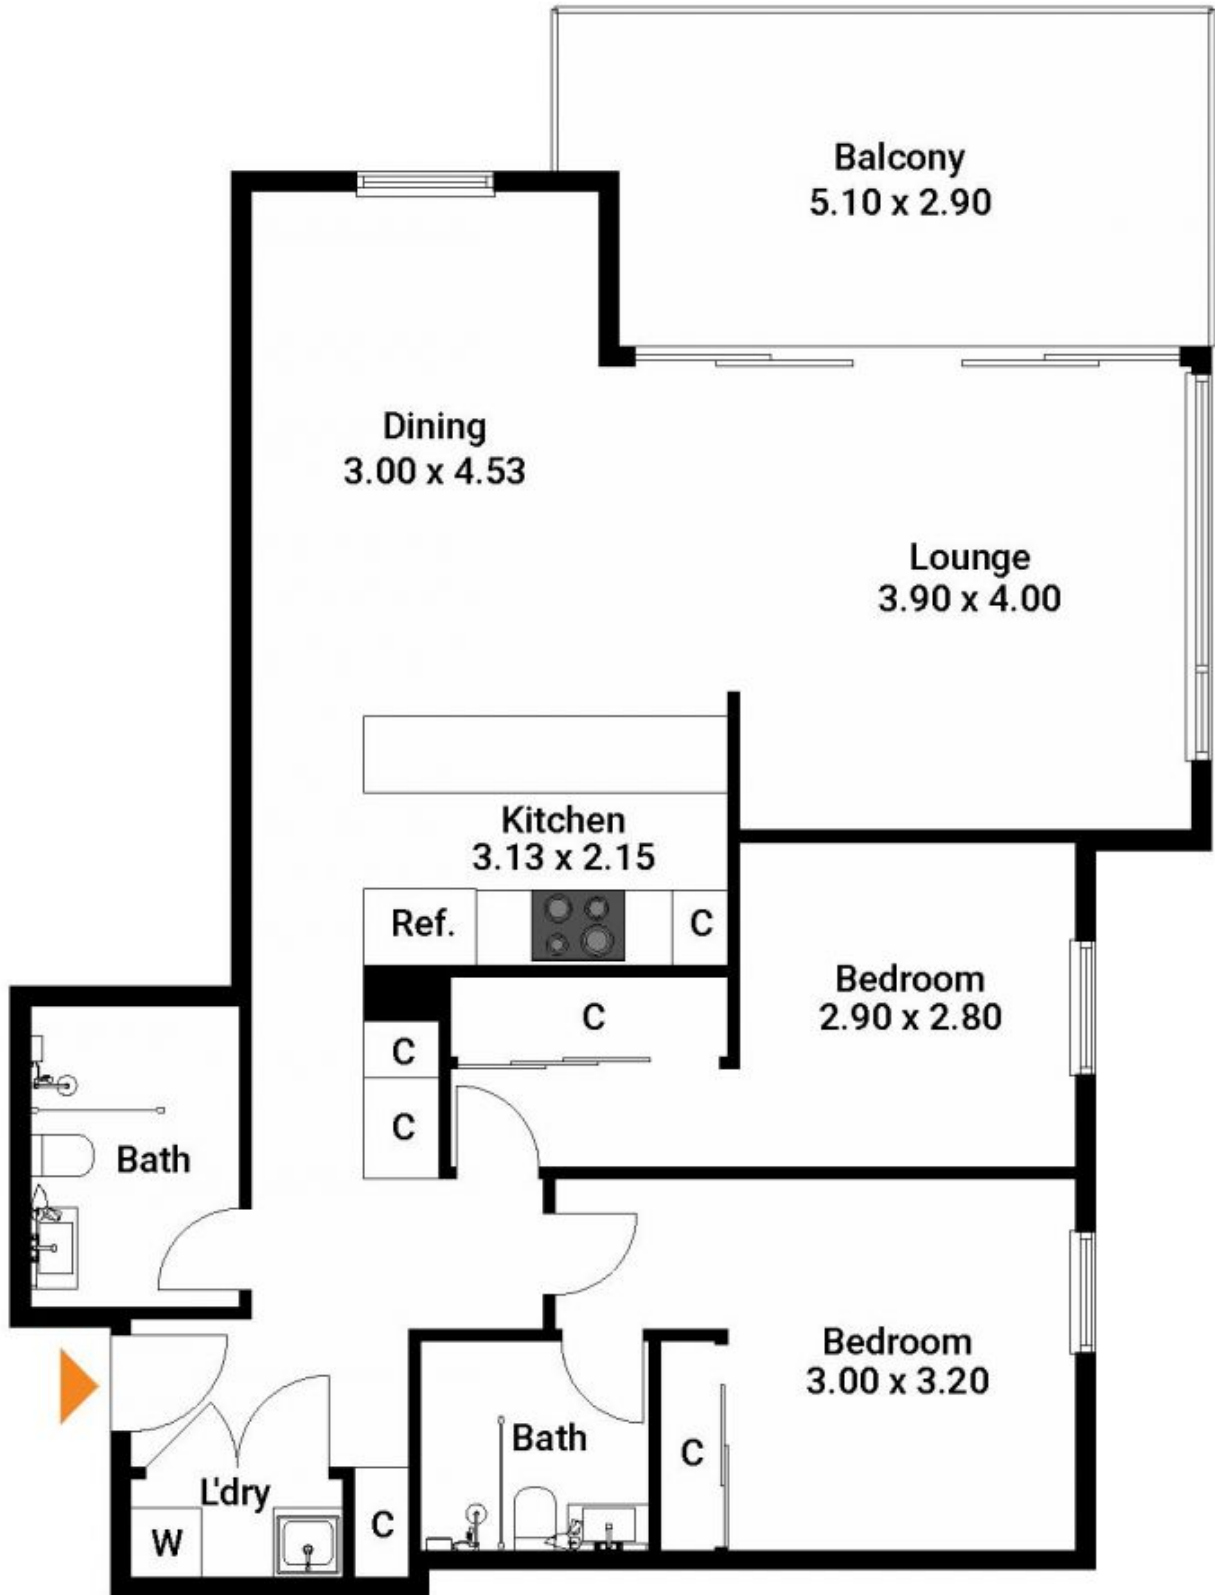 Balcony
5.10 x 2.90
Dining
3.00 x 4.53
Lounge
3.90 x 4.00
Kitchen
3.13 x 2.15
Ref.
C
Bedroom
2.90 x 2.80
C
C
C
Bath
Bedroom
3.00 x 3.20
Bath
C
L'dry
W
C